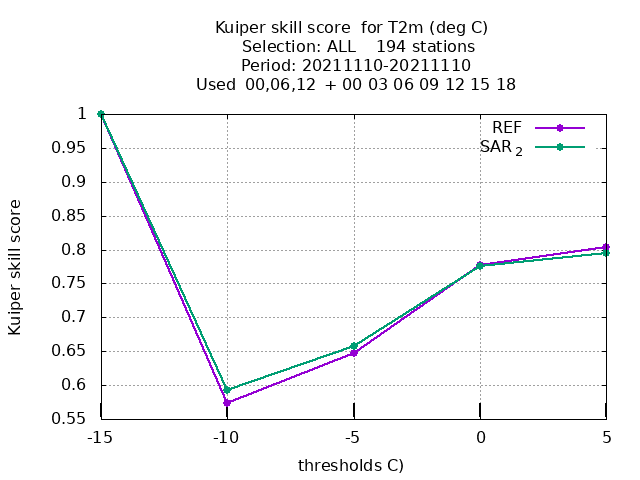 Kuiper skill score  for T2m (deg C)
Selection: ALL    194 stations
Period: 20211110-20211110
Used  00,06,12  + 00 03 06 09 12 15 18
REF
SAR 2
1
0.95
0.9
0.85
0.8
0.75
0.7
0.65
0.6
0.55
Kuiper skill score
-15 -10 -5 0 5
thresholds C)